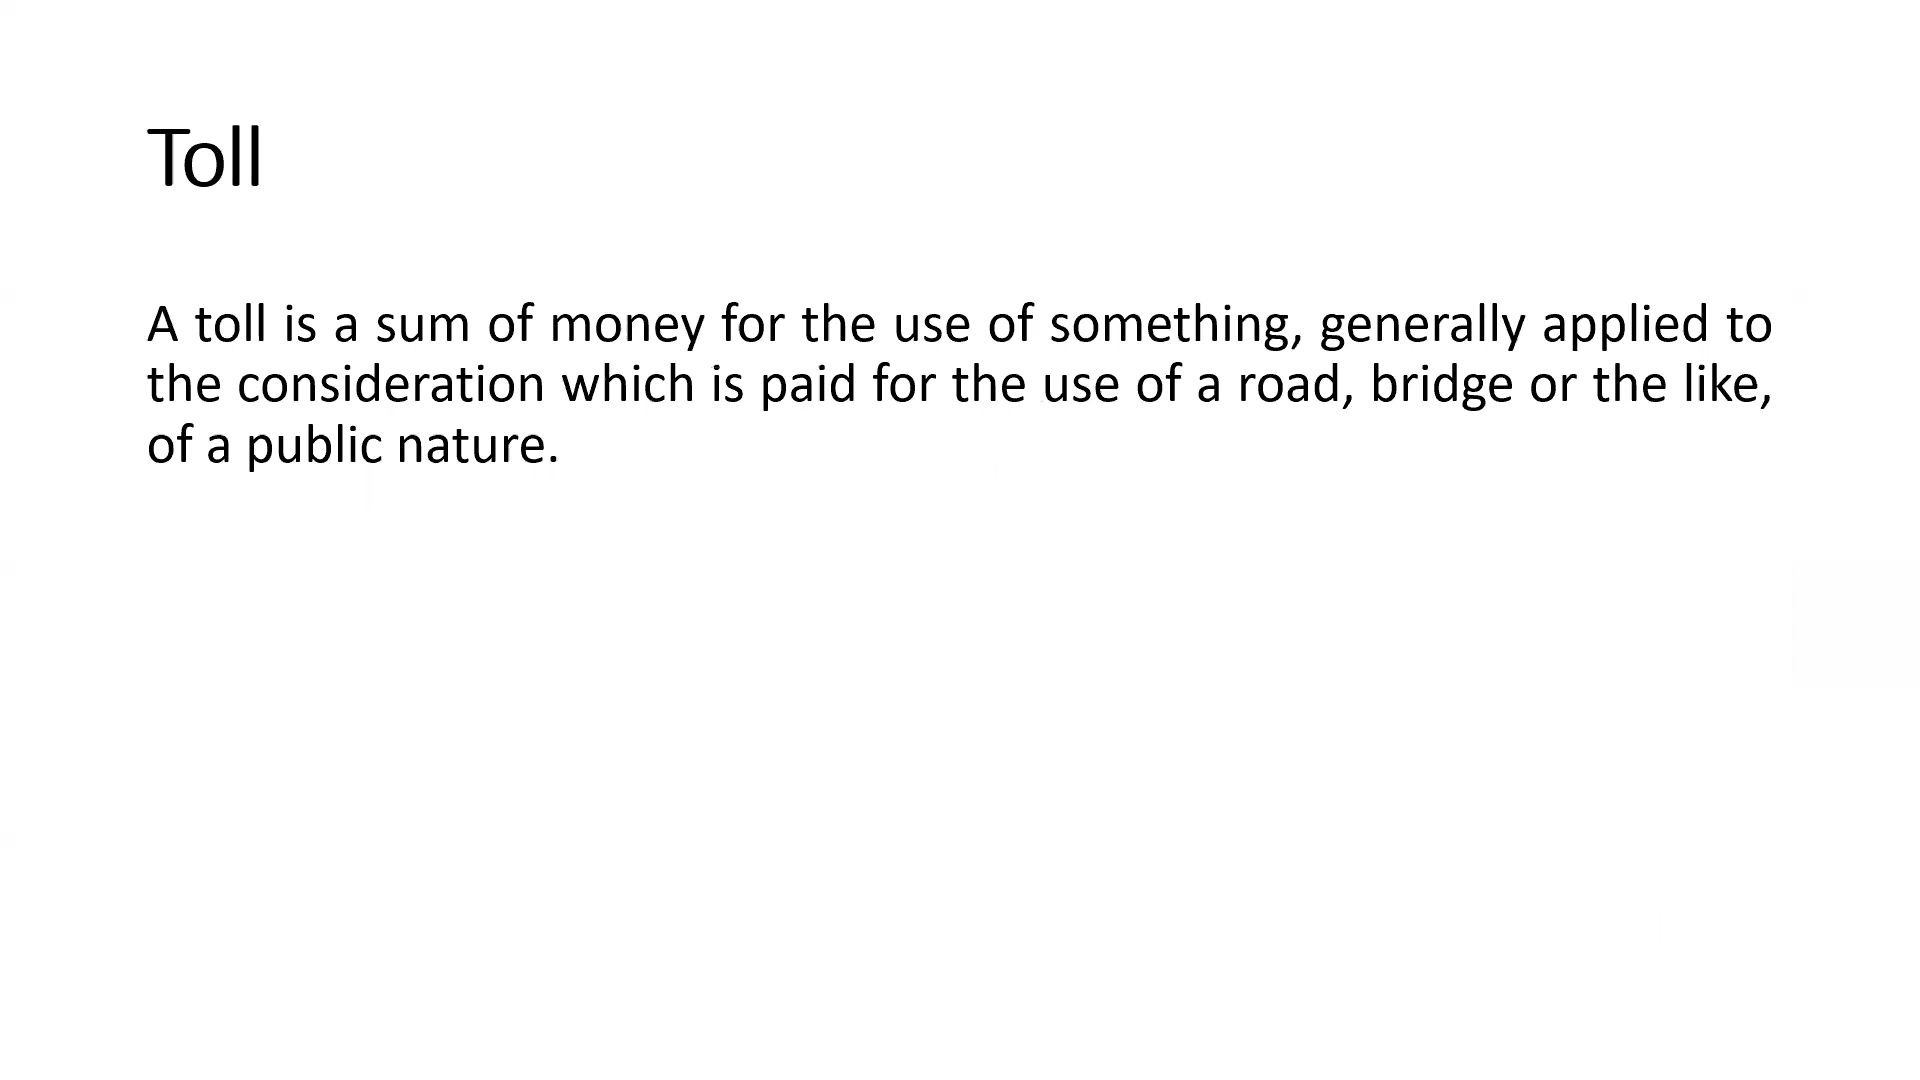 Toll
A toll is a sum of money for the use of something, generally applied to
the consideration which is paid for the use of a road, bridge or the like,
of a public nature.